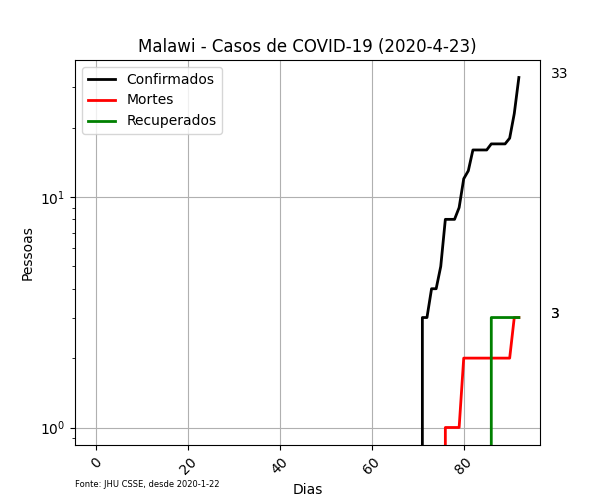 Malawi - Casos de COVID-19 (2020-4-23)
Confirmados
Mortes
Recuperados
33
10¹
3
10⁰
Pessoas
0 20 40 60 80
Dias
Fonte: JHU CSSE, desde 2020-1-22